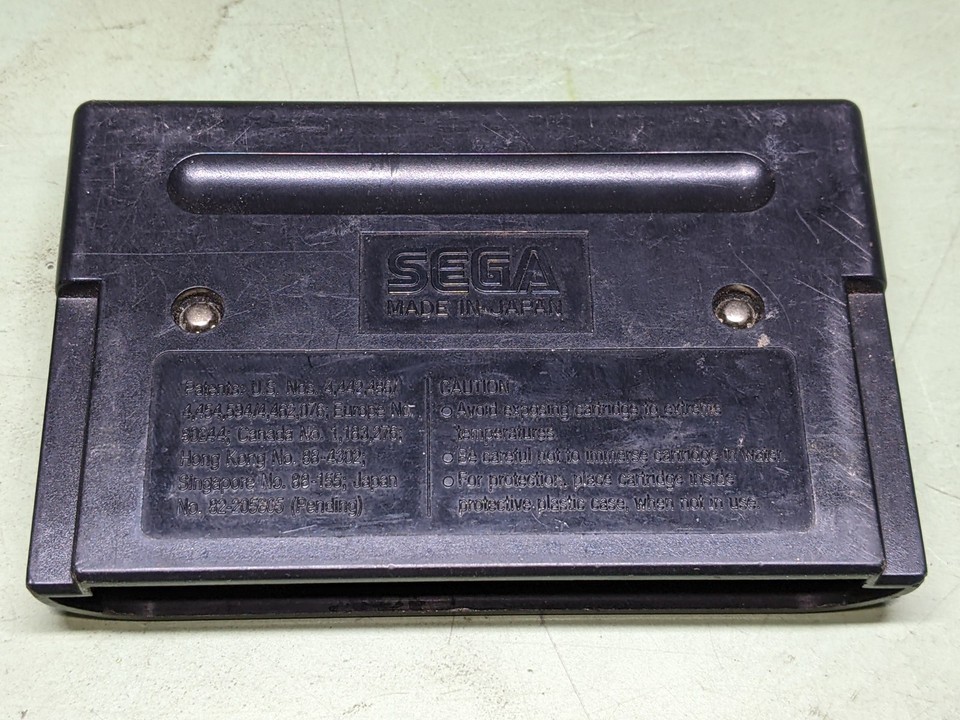 SEGA
MADE IN JAPAN
Patents: U.S. Nos. 4,442,486/
4,454,594/4,462,076; Europe No.
80244; Canada No. 1,183,276;
Hong Kong No. 88-4302;
Singapore No. 88-155; Japan
No. 82-205605 (Pending)
CAUTION
○ Avoid exposing cartridge to extreme
temperatures.
○ Be careful not to immerse cartridge in water.
○ For protection, place cartridge inside
protective plastic case, when not in use.